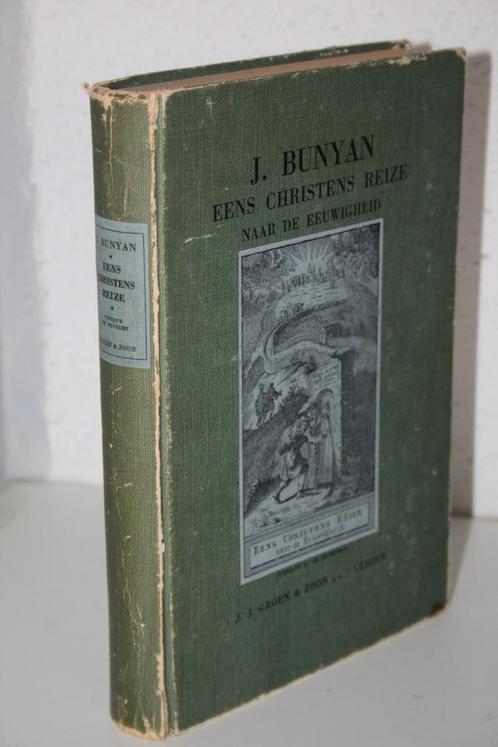 J. BUNYAN
EENS CHRISTENS REIZE
NAAR DE EEUWIGHEID
EENS CHRISTENS REIZE
naar de Eeuwigheid
J. J. GROEN & ZOON LEIDEN
BUNYAN
EENS
CHRISTENS
REIZE
& ZOON